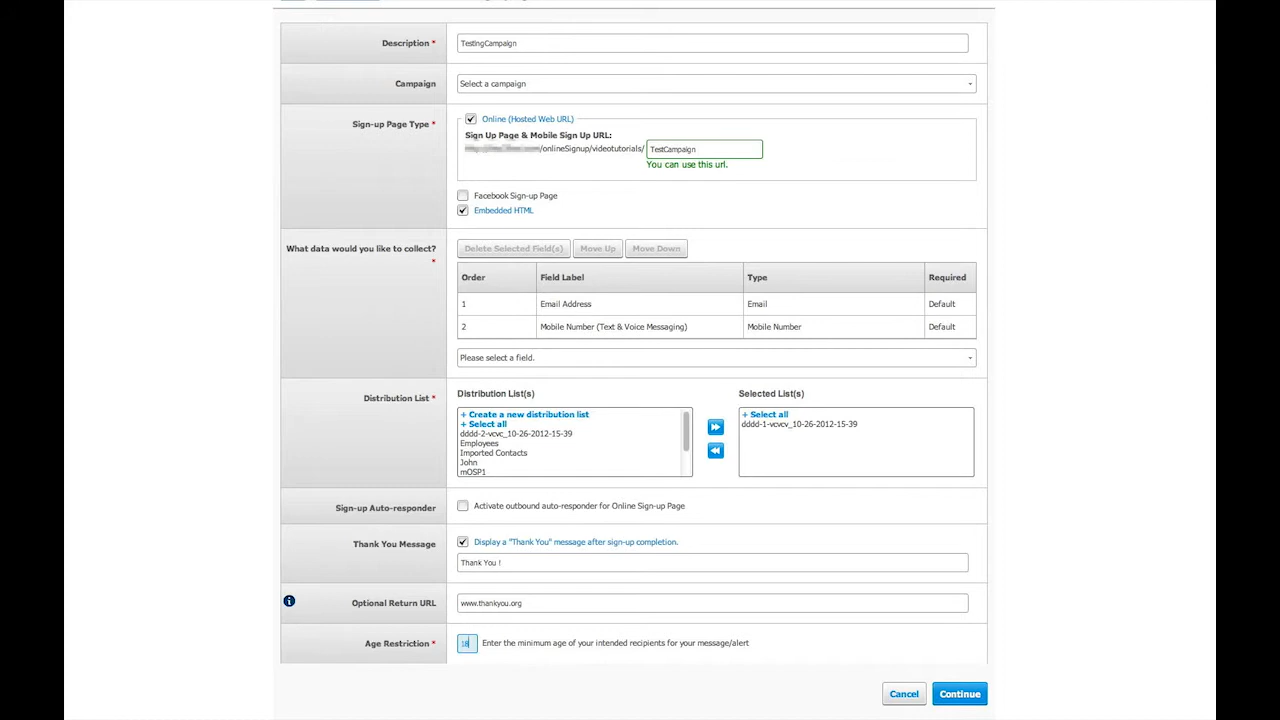 Description *
TestingCampaign
Campaign
Select a campaign
Sign-up Page Type *
Online (Hosted Web URL)
Sign Up Page & Mobile Sign Up URL:
/onlineSignup/videotutorials/ TestCampaign
You can use this url.
Facebook Sign-up Page
Embedded HTML
What data would you like to collect? *
Delete Selected Field(s) Move Up Move Down
Order Field Label Type Required
1 Email Address Email Default
2 Mobile Number (Text & Voice Messaging) Mobile Number Default
Please select a field.
Distribution List *
Distribution List(s) Selected List(s)
+ Create a new distribution list
+ Select all
dddd-2-vcvc_10-26-2012-15-39
Employees
Imported Contacts
John
mOSP1
+ Select all
dddd-1-vcvcv_10-26-2012-15-39
Sign-up Auto-responder
Activate outbound auto-responder for Online Sign-up Page
Thank You Message
Display a "Thank You" message after sign-up completion.
Thank You !
Optional Return URL
www.thankyou.org
Age Restriction *
18 Enter the minimum age of your intended recipients for your message/alert
Cancel Continue